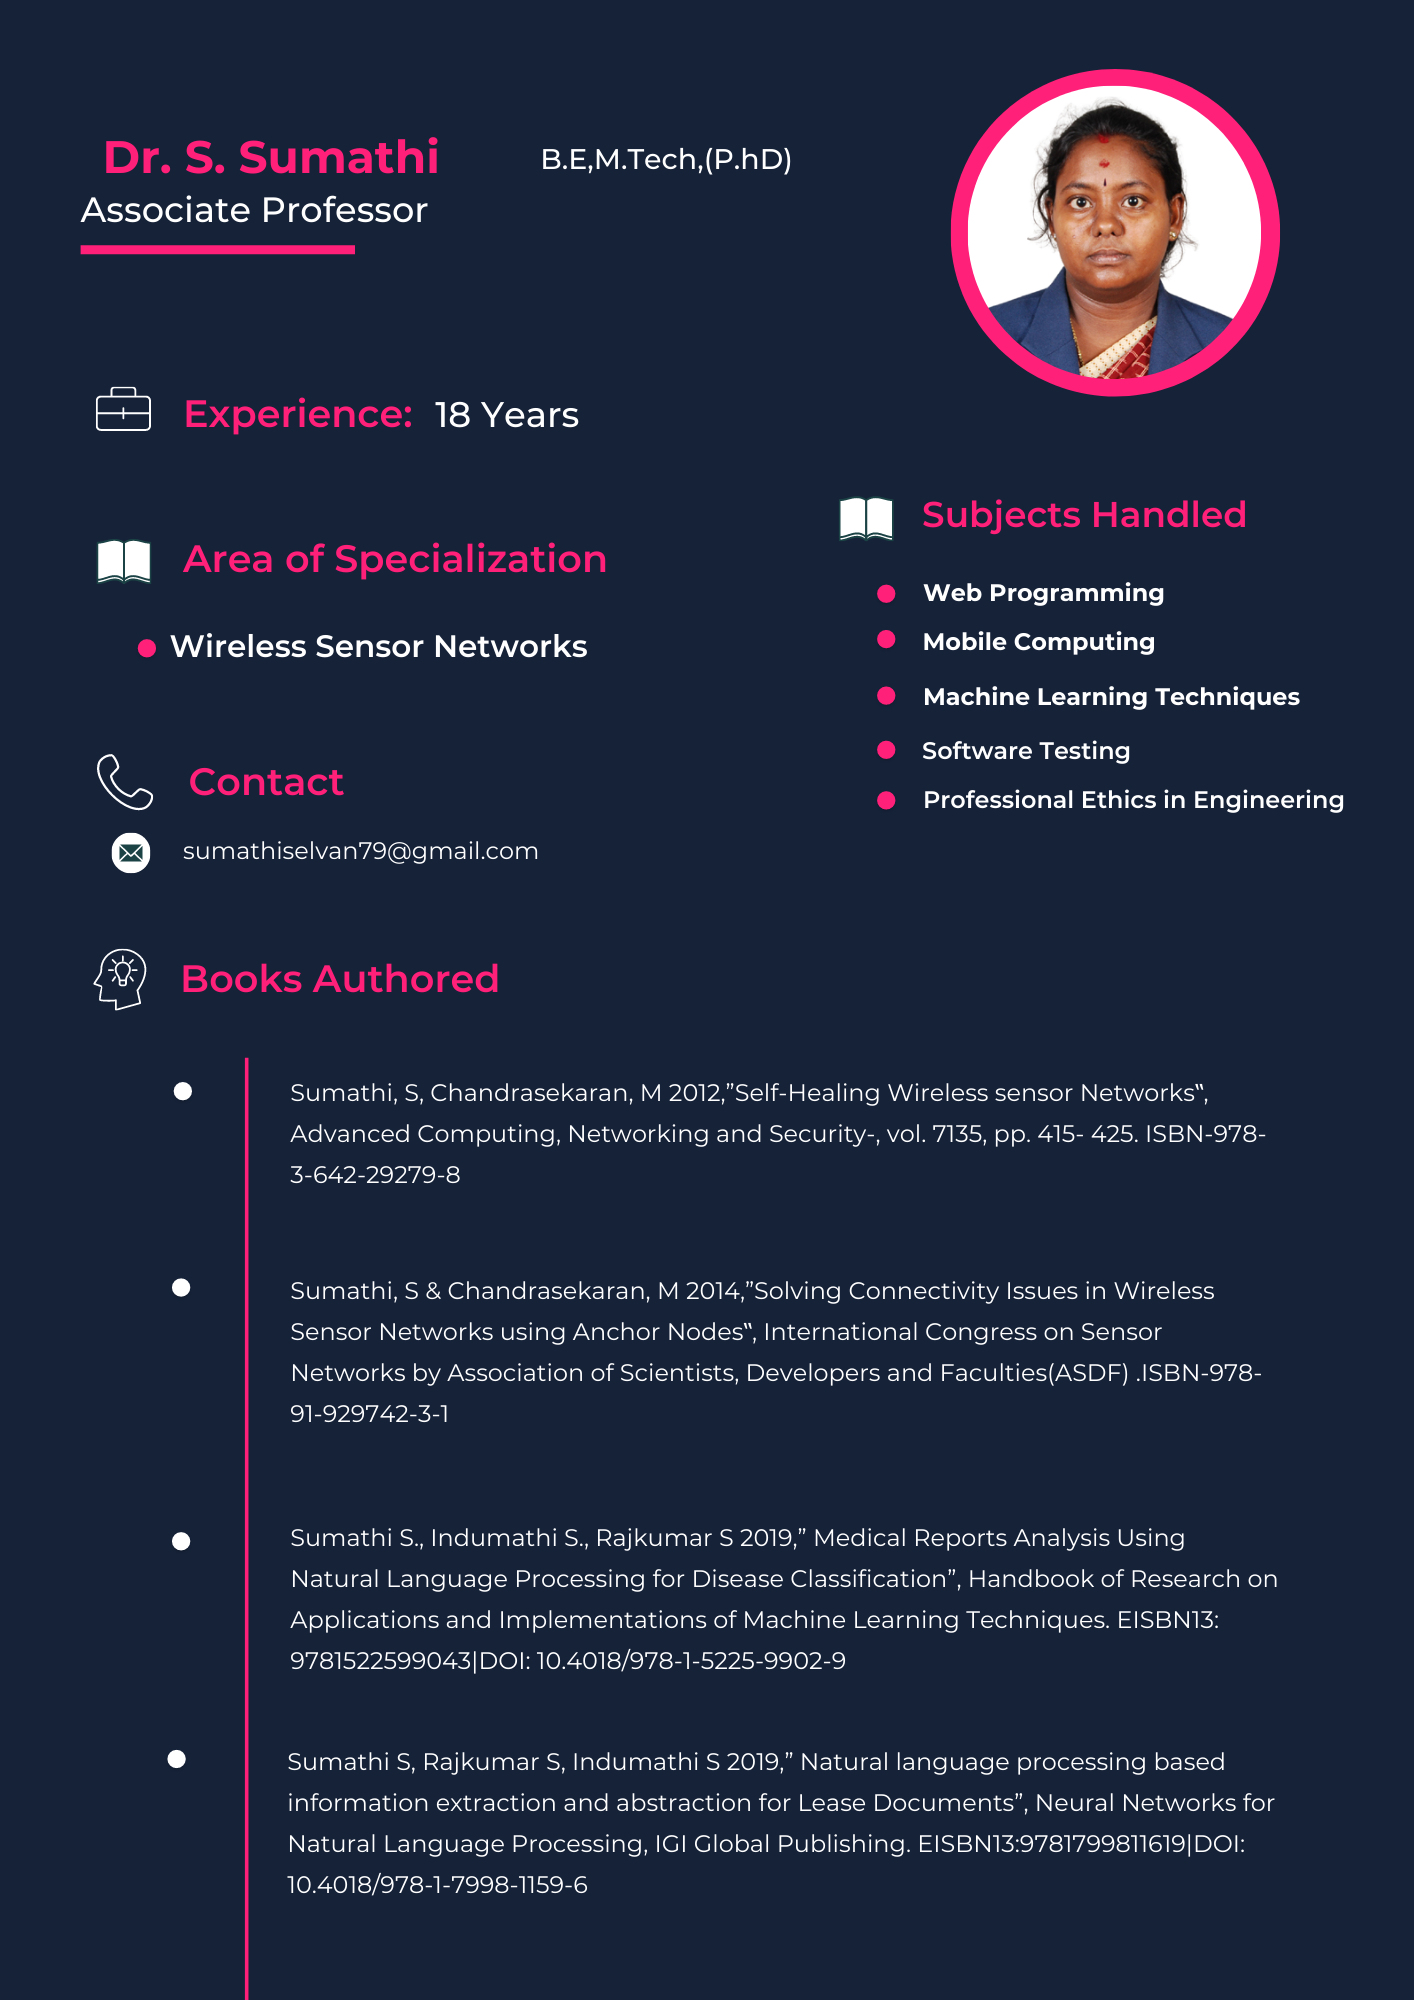 Dr. S. Sumathi
B.E,M.Tech,(P.hD)
Associate Professor
Experience: 18 Years
Area of Specialization
Wireless Sensor Networks
Contact
sumathiselvan79@gmail.com
Subjects Handled
Web Programming
Mobile Computing
Machine Learning Techniques
Software Testing
Professional Ethics in Engineering
Books Authored
Sumathi, S, Chandrasekaran, M 2012,”Self-Healing Wireless sensor Networks‟,
Advanced Computing, Networking and Security-, vol. 7135, pp. 415- 425. ISBN-978-
3-642-29279-8
Sumathi, S & Chandrasekaran, M 2014,”Solving Connectivity Issues in Wireless
Sensor Networks using Anchor Nodes‟, International Congress on Sensor
Networks by Association of Scientists, Developers and Faculties(ASDF) .ISBN-978-
91-929742-3-1
Sumathi S., Indumathi S., Rajkumar S 2019,” Medical Reports Analysis Using
Natural Language Processing for Disease Classification”, Handbook of Research on
Applications and Implementations of Machine Learning Techniques. EISBN13:
9781522599043|DOI: 10.4018/978-1-5225-9902-9
Sumathi S, Rajkumar S, Indumathi S 2019,” Natural language processing based
information extraction and abstraction for Lease Documents”, Neural Networks for
Natural Language Processing, IGI Global Publishing. EISBN13:9781799811619|DOI:
10.4018/978-1-7998-1159-6